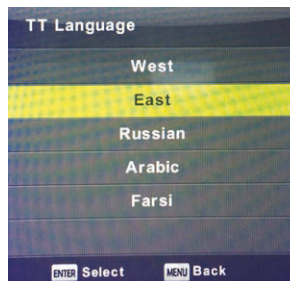 TT Language
West
East
Russian
Arabic
Farsi
ENTER Select MENU Back